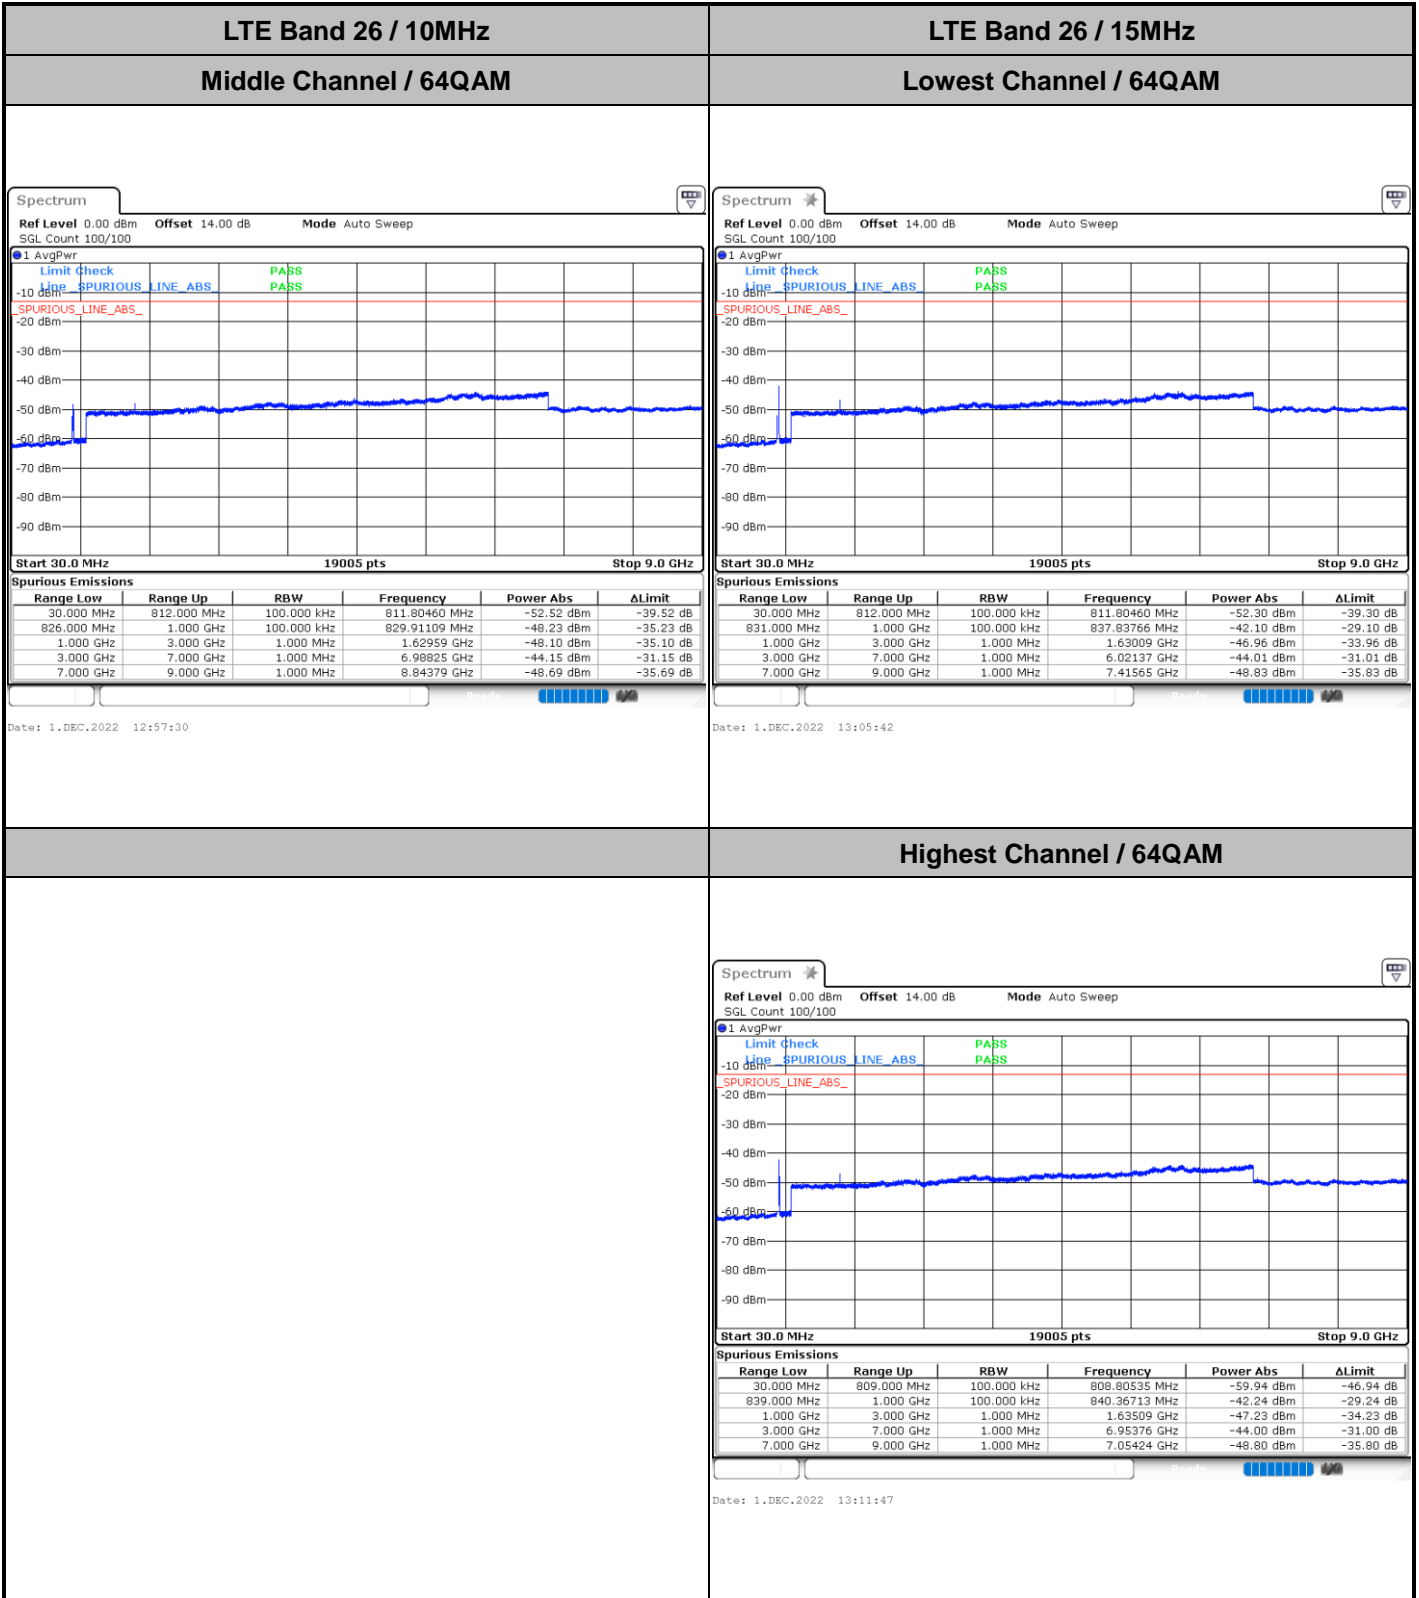 LTE Band 26 / 10MHz
LTE Band 26 / 15MHz
Middle Channel / 64QAM
Lowest Channel / 64QAM
Spectrum
Ref Level 0.00 dBm Offset 14.00 dB Mode Auto Sweep
SGL Count 100/100
1 AvgPwr
Limit Check PASS
Line _SPURIOUS_LINE_ABS_ PASS
-10 dBm
_SPURIOUS_LINE_ABS_
-20 dBm
-30 dBm
-40 dBm
-50 dBm
-60 dBm
-70 dBm
-80 dBm
-90 dBm
Start 30.0 MHz 19005 pts Stop 9.0 GHz
Spurious Emissions
Range Low Range Up RBW Frequency Power Abs ΔLimit
30.000 MHz 812.000 MHz 100.000 kHz 811.80460 MHz -52.52 dBm -39.52 dB
826.000 MHz 1.000 GHz 100.000 kHz 829.91109 MHz -48.23 dBm -35.23 dB
1.000 GHz 3.000 GHz 1.000 MHz 1.62959 GHz -48.10 dBm -35.10 dB
3.000 GHz 7.000 GHz 1.000 MHz 6.98825 GHz -44.15 dBm -31.15 dB
7.000 GHz 9.000 GHz 1.000 MHz 8.84379 GHz -48.69 dBm -35.69 dB
Ready
Date: 1.DEC.2022 12:57:30
Spectrum
Ref Level 0.00 dBm Offset 14.00 dB Mode Auto Sweep
SGL Count 100/100
1 AvgPwr
Limit Check PASS
Line _SPURIOUS_LINE_ABS_ PASS
-10 dBm
_SPURIOUS_LINE_ABS_
-20 dBm
-30 dBm
-40 dBm
-50 dBm
-60 dBm
-70 dBm
-80 dBm
-90 dBm
Start 30.0 MHz 19005 pts Stop 9.0 GHz
Spurious Emissions
Range Low Range Up RBW Frequency Power Abs ΔLimit
30.000 MHz 812.000 MHz 100.000 kHz 811.80460 MHz -52.30 dBm -39.30 dB
831.000 MHz 1.000 GHz 100.000 kHz 837.83766 MHz -42.10 dBm -29.10 dB
1.000 GHz 3.000 GHz 1.000 MHz 1.63009 GHz -46.96 dBm -33.96 dB
3.000 GHz 7.000 GHz 1.000 MHz 6.02137 GHz -44.01 dBm -31.01 dB
7.000 GHz 9.000 GHz 1.000 MHz 7.41565 GHz -48.83 dBm -35.83 dB
Ready
Date: 1.DEC.2022 13:05:42
Highest Channel / 64QAM
Spectrum
Ref Level 0.00 dBm Offset 14.00 dB Mode Auto Sweep
SGL Count 100/100
1 AvgPwr
Limit Check PASS
Line _SPURIOUS_LINE_ABS_ PASS
-10 dBm
_SPURIOUS_LINE_ABS_
-20 dBm
-30 dBm
-40 dBm
-50 dBm
-60 dBm
-70 dBm
-80 dBm
-90 dBm
Start 30.0 MHz 19005 pts Stop 9.0 GHz
Spurious Emissions
Range Low Range Up RBW Frequency Power Abs ΔLimit
30.000 MHz 809.000 MHz 100.000 kHz 808.80535 MHz -59.94 dBm -46.94 dB
839.000 MHz 1.000 GHz 100.000 kHz 840.36713 MHz -42.24 dBm -29.24 dB
1.000 GHz 3.000 GHz 1.000 MHz 1.63509 GHz -47.23 dBm -34.23 dB
3.000 GHz 7.000 GHz 1.000 MHz 6.95376 GHz -44.00 dBm -31.00 dB
7.000 GHz 9.000 GHz 1.000 MHz 7.05424 GHz -48.80 dBm -35.80 dB
Ready
Date: 1.DEC.2022 13:11:47